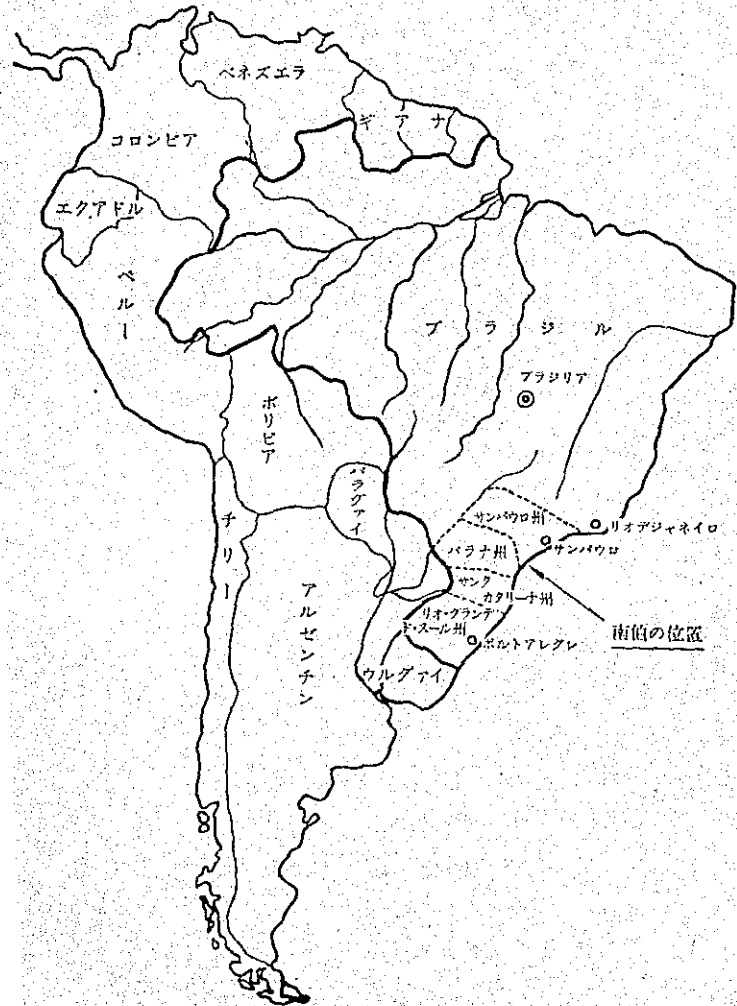 ベネズエラ
ギアナ
コロンビア
エクアドル
ペルー
ブラジル
ブラジリア
ボリビア
パラグァイ
チリー
サンパウロ州
リオデジャネイロ
サンパウロ
パラナ州
サンタ
カタリーナ州
アルゼンチン
リオ・グランデ
ド・スール州
ポルトアレグレ
南伯の位置
ウルグァイ